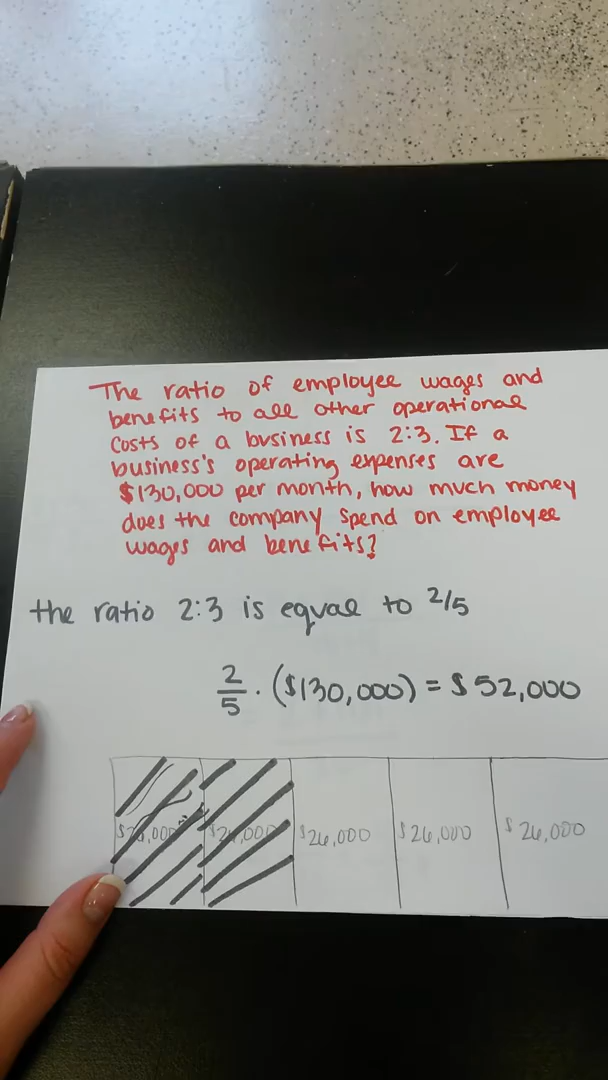 The ratio of employee wages and
benefits to all other operational
costs of a business is 2:3. If a
business's operating expenses are
$130,000 per month, how much money
does the company spend on employee
wages and benefits?
the ratio 2:3 is equal to 2/5
2/5 · ($130,000) = $52,000
$26,000 $26,000 $26,000